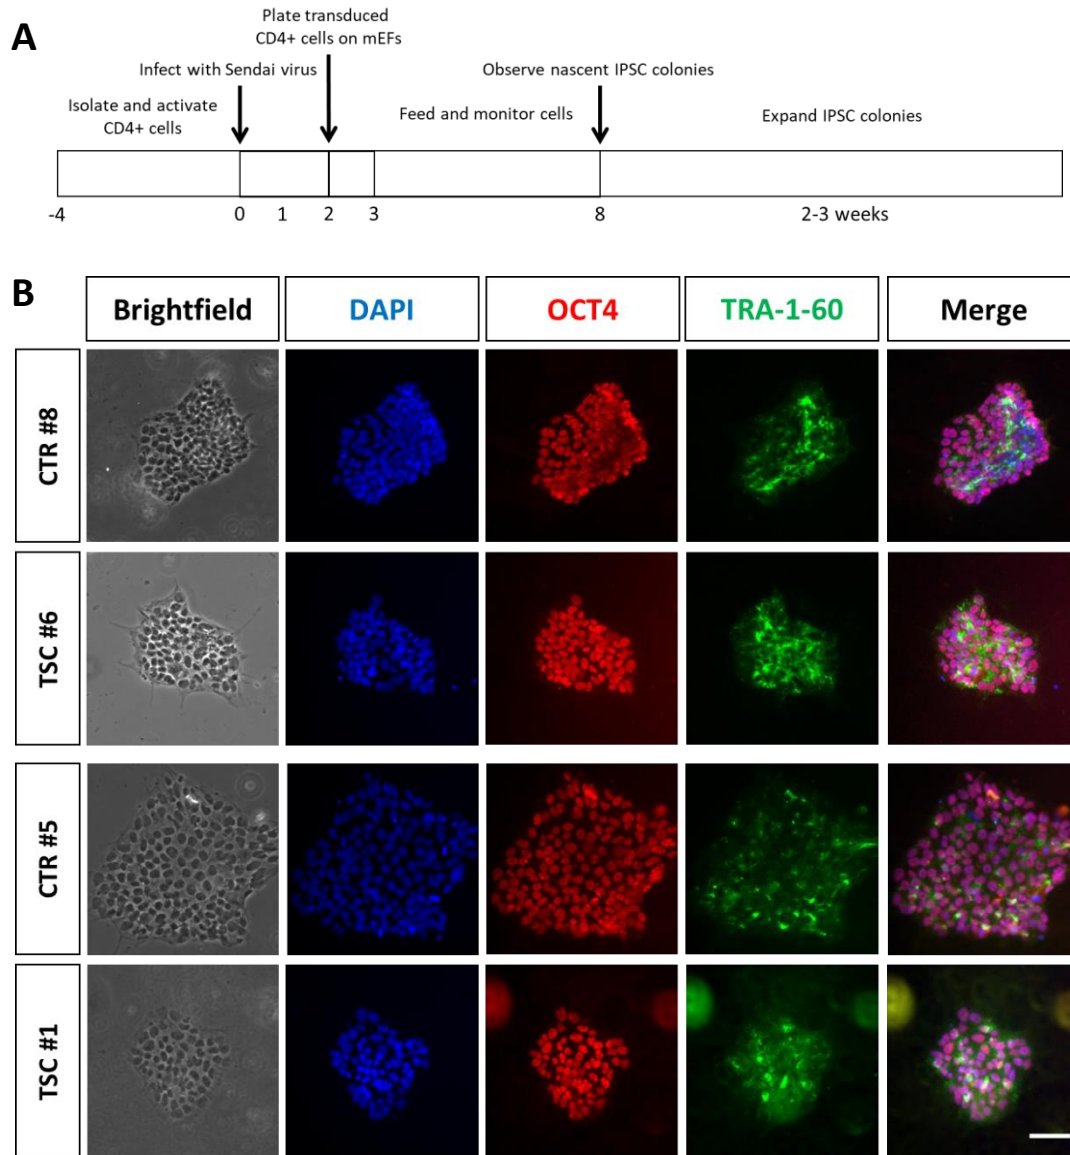 A
Plate transduced
CD4+ cells on mEFs
Infect with Sendai virus
Observe nascent IPSC colonies
Isolate and activate
CD4+ cells
Feed and monitor cells
Expand IPSC colonies
-4
0
1
2
3
8
2-3 weeks
B
Brightfield
DAPI
OCT4
TRA-1-60
Merge
CTR #8
TSC #6
CTR #5
TSC #1